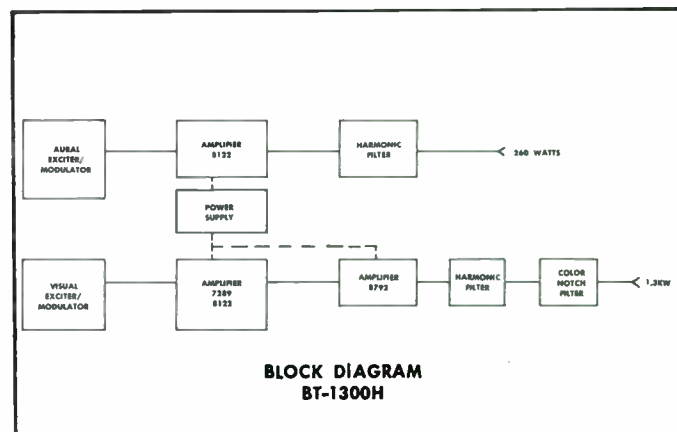 AURAL
EXCITER/
MODULATOR
AMPLIFIER
8122
HARMONIC
FILTER
260 WATTS
POWER
SUPPLY
VISUAL
EXCITER/
MODULATOR
AMPLIFIER
7289
8122
AMPLIFIER
8792
HARMONIC
FILTER
COLOR
NOTCH
FILTER
1.3KW
BLOCK DIAGRAM
BT-1300H